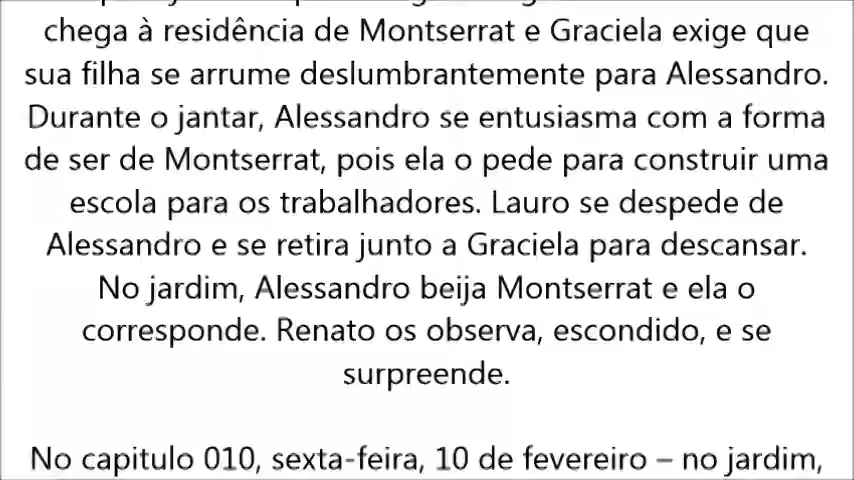 chega à residência de Montserrat e Graciela exige que
sua filha se arrume deslumbrantemente para Alessandro.
Durante o jantar, Alessandro se entusiasma com a forma
de ser de Montserrat, pois ela o pede para construir uma
escola para os trabalhadores. Lauro se despede de
Alessandro e se retira junto a Graciela para descansar.
No jardim, Alessandro beija Montserrat e ela o
corresponde. Renato os observa, escondido, e se
surpreende.
No capitulo 010, sexta-feira, 10 de fevereiro – no jardim,